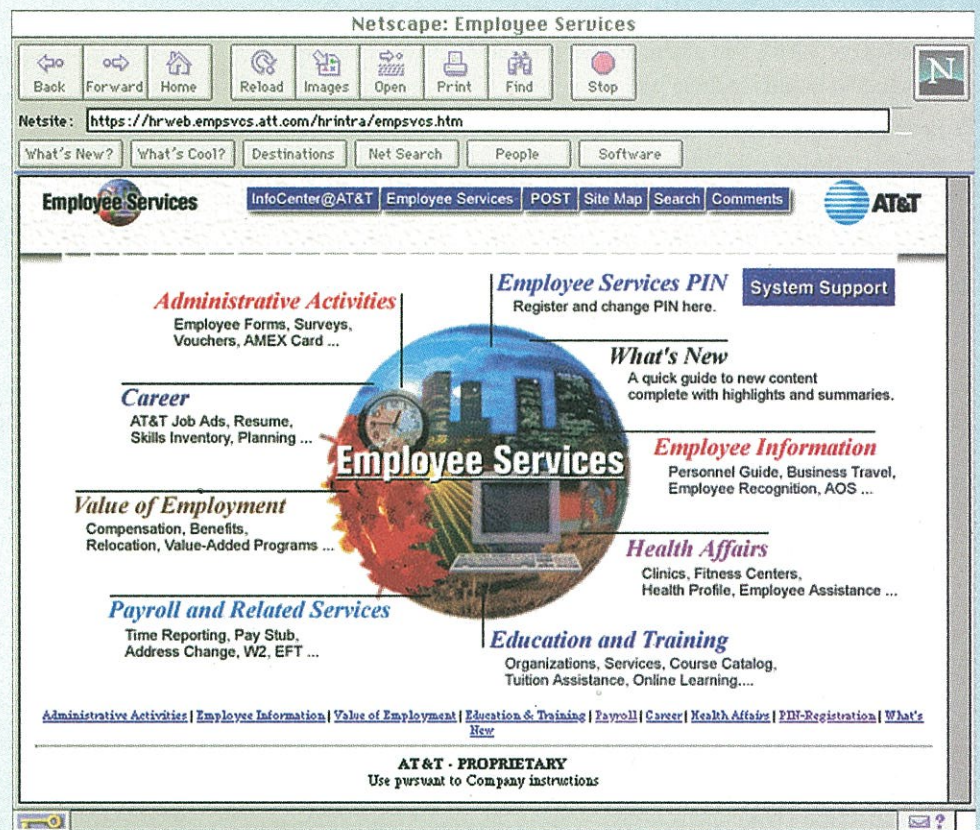 Netscape: Employee Services
Back Forward Home Reload Images Open Print Find Stop
N
Netsite: https://hrweb.empsvcs.att.com/hrintra/empsvcs.htm
What's New? What's Cool? Destinations Net Search People Software
Employee Services InfoCenter@AT&T Employee Services POST Site Map Search Comments AT&T
Employee Services PIN
Register and change PIN here.
System Support
Administrative Activities
Employee Forms, Surveys,
Vouchers, AMEX Card ...
What's New
A quick guide to new content
complete with highlights and summaries.
Career
AT&T Job Ads, Resume,
Skills Inventory, Planning ...
Employee Services
Employee Information
Personnel Guide, Business Travel,
Employee Recognition, AOS ...
Value of Employment
Compensation, Benefits,
Relocation, Value-Added Programs ...
Health Affairs
Clinics, Fitness Centers,
Health Profile, Employee Assistance ...
Payroll and Related Services
Time Reporting, Pay Stub,
Address Change, W2, EFT ...
Education and Training
Organizations, Services, Course Catalog,
Tuition Assistance, Online Learning....
Administrative Activities | Employee Information | Value of Employment | Education & Training | Payroll | Career | Health Affairs | PIN-Registration | What's
New
AT&T - PROPRIETARY
Use pursuant to Company instructions
?